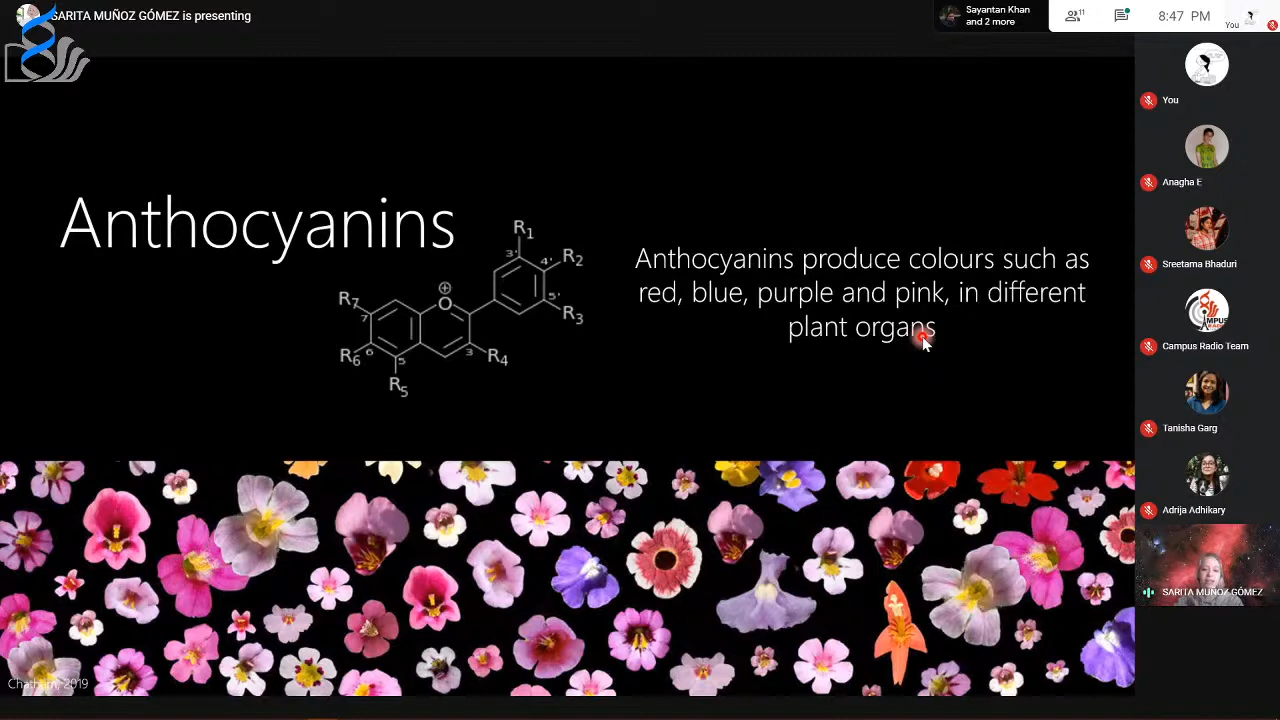 SARITA MUÑOZ GÓMEZ is presenting
Sayantan Khan
and 2 more
11
8:47 PM
You
Anthocyanins
Anthocyanins produce colours such as
red, blue, purple and pink, in different
plant organs
R1
3'
4'
R2
5'
R3
R7
7
O
+
R6
6
5
3
R4
R5
Chatham, 2019
You
Anagha E
Sreetama Bhaduri
MPUS
Campus Radio Team
Tanisha Garg
Adrija Adhikary
SARITA MUÑOZ GÓMEZ